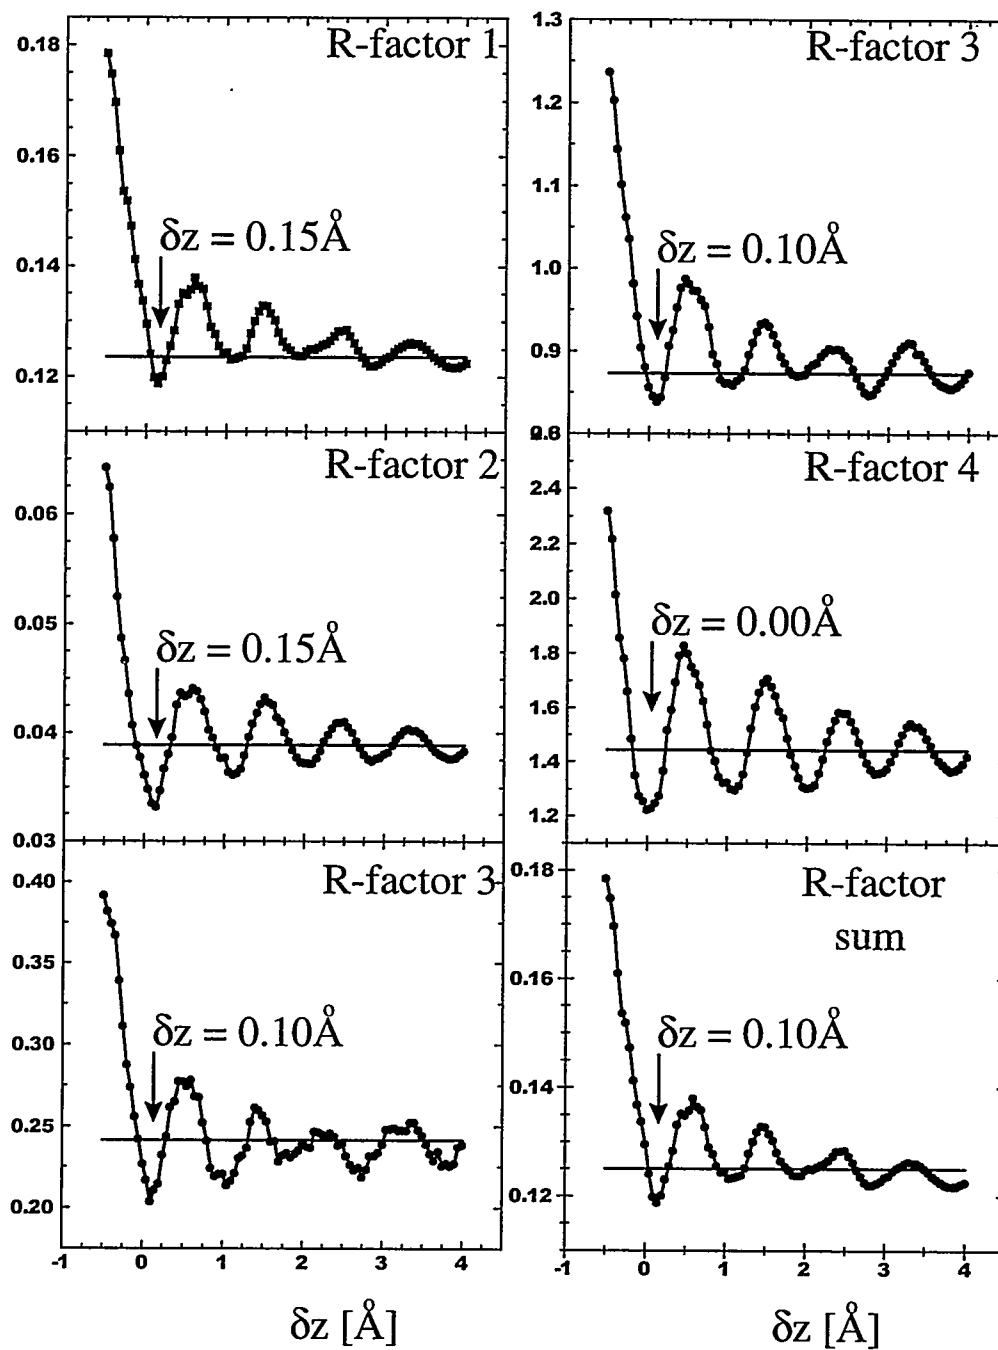 R-factor 1
0.18
0.16
0.14
0.12
δz = 0.15Å
R-factor 3
1.3
1.2
1.1
1.0
0.9
δz = 0.10Å
R-factor 2
0.06
0.05
0.04
0.03
δz = 0.15Å
R-factor 4
2.4
2.2
2.0
1.8
1.6
1.4
1.2
δz = 0.00Å
R-factor 3
0.40
0.35
0.30
0.25
0.20
δz = 0.10Å
-1 0 1 2 3 4
δz [Å]
R-factor
sum
0.18
0.16
0.14
0.12
δz = 0.10Å
-1 0 1 2 3 4
δz [Å]